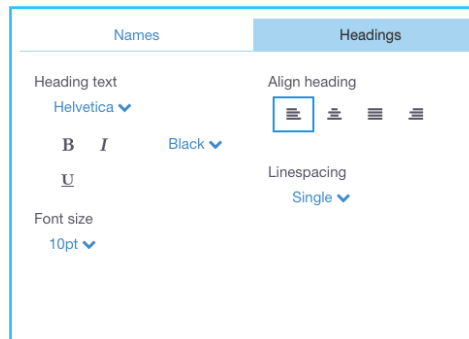 Names Headings
Heading text
Helvetica
B I Black
U
Font size
10pt
Align heading
Linespacing
Single